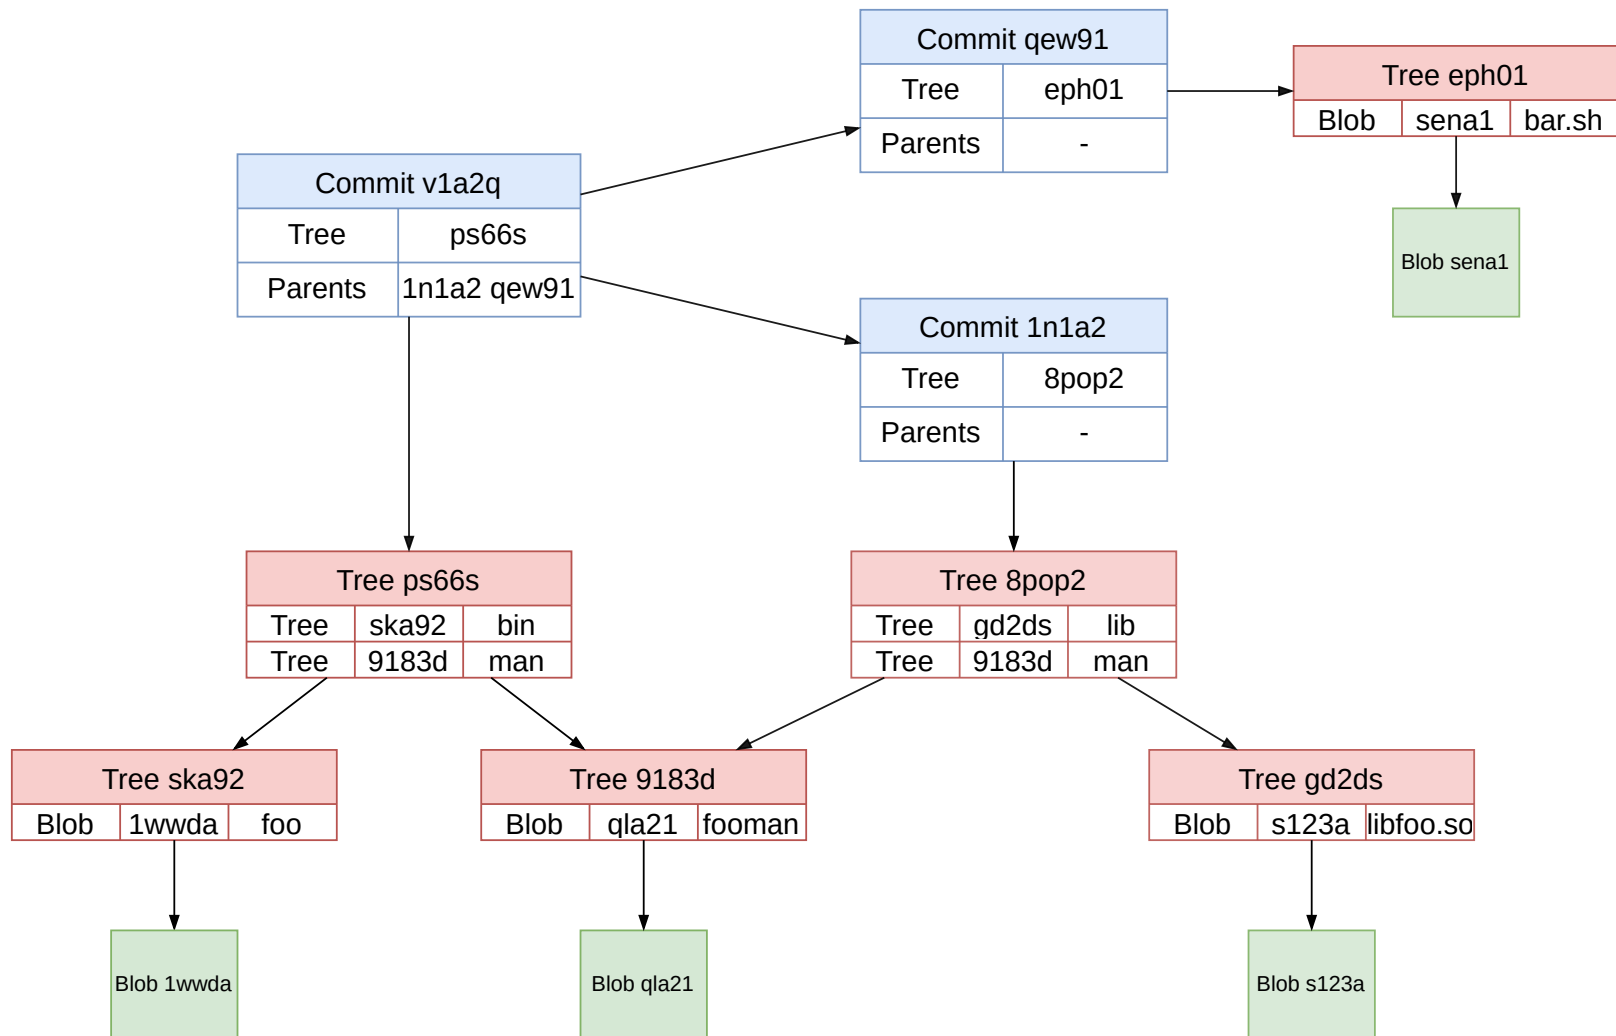 Commit qew91
Tree eph01
Parents -
Tree eph01
Blob sena1 bar.sh
Blob sena1
Commit v1a2q
Tree ps66s
Parents 1n1a2 qew91
Commit 1n1a2
Tree 8pop2
Parents -
Tree ps66s
Tree ska92 bin
Tree 9183d man
Tree 8pop2
Tree gd2ds lib
Tree 9183d man
Tree ska92
Blob 1wwda foo
Tree 9183d
Blob qla21 fooman
Tree gd2ds
Blob s123a libfoo.so
Blob 1wwda
Blob qla21
Blob s123a